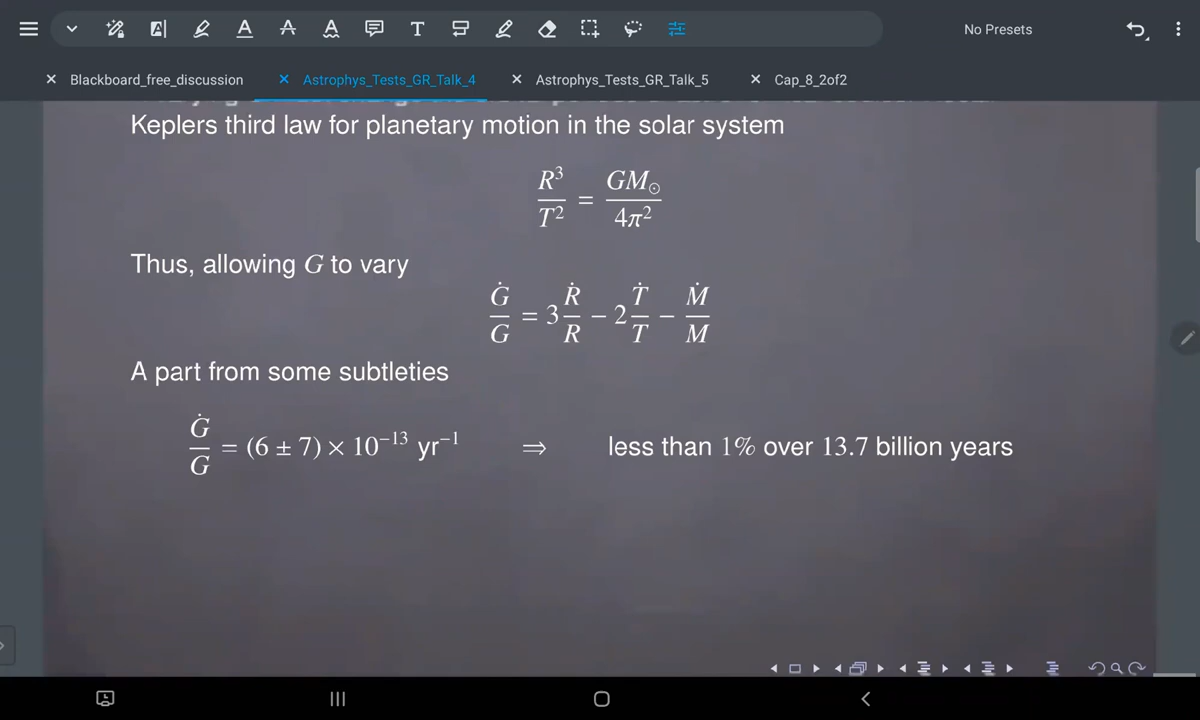 No Presets
Blackboard_free_discussion
Astrophys_Tests_GR_Talk_4
Astrophys_Tests_GR_Talk_5
Cap_8_2of2
Keplers third law for planetary motion in the solar system
R³/T² = GM⊙/4π²
Thus, allowing G to vary
Ġ/G = 3 Ṙ/R − 2 Ṫ/T − Ṁ/M
A part from some subtleties
Ġ/G = (6 ± 7) × 10⁻¹³ yr⁻¹ ⇒ less than 1% over 13.7 billion years